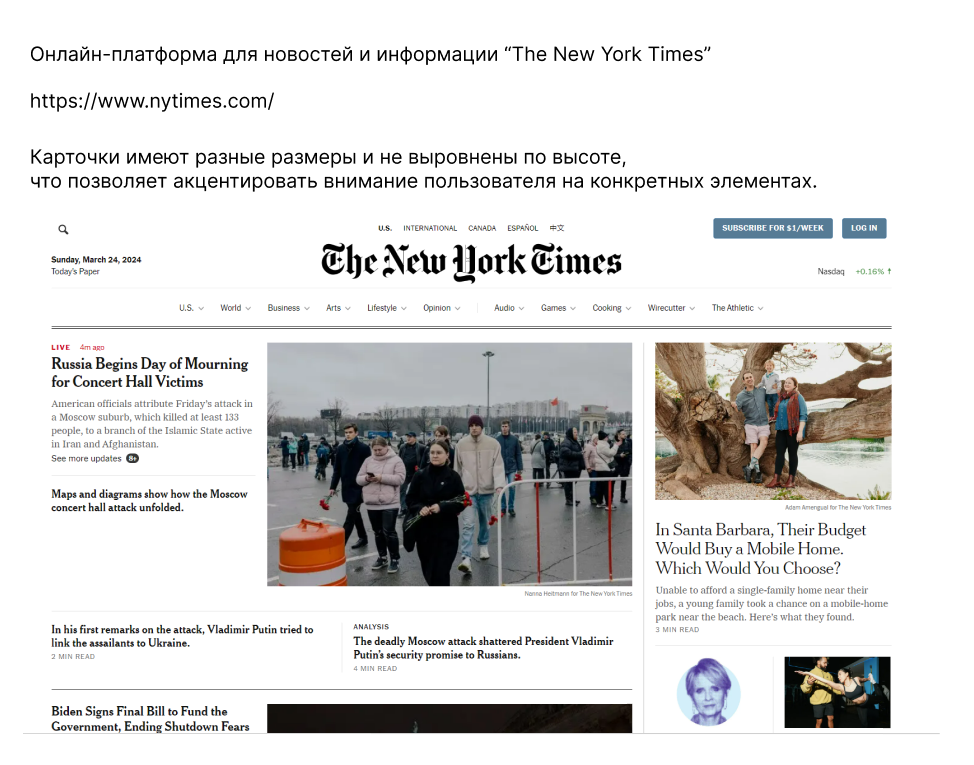 Онлайн-платформа для новостей и информации “The New York Times”
https://www.nytimes.com/
Карточки имеют разные размеры и не выровнены по высоте,
что позволяет акцентировать внимание пользователя на конкретных элементах.
U.S. INTERNATIONAL CANADA ESPAÑOL 中文
SUBSCRIBE FOR $1/WEEK LOG IN
Sunday, March 24, 2024
Today's Paper
The New York Times
Nasdaq +0.16% ↑
U.S. World Business Arts Lifestyle Opinion Audio Games Cooking Wirecutter The Athletic
LIVE 4m ago
Russia Begins Day of Mourning
for Concert Hall Victims
American officials attribute Friday's attack in
a Moscow suburb, which killed at least 133
people, to a branch of the Islamic State active
in Iran and Afghanistan.
See more updates 8+
Maps and diagrams show how the Moscow
concert hall attack unfolded.
Nanna Heitmann for The New York Times
In his first remarks on the attack, Vladimir Putin tried to
link the assailants to Ukraine.
2 MIN READ
ANALYSIS
The deadly Moscow attack shattered President Vladimir
Putin's security promise to Russians.
4 MIN READ
Biden Signs Final Bill to Fund the
Government, Ending Shutdown Fears
Adam Amengual for The New York Times
In Santa Barbara, Their Budget
Would Buy a Mobile Home.
Which Would You Choose?
Unable to afford a single-family home near their
jobs, a young family took a chance on a mobile-home
park near the beach. Here's what they found.
3 MIN READ